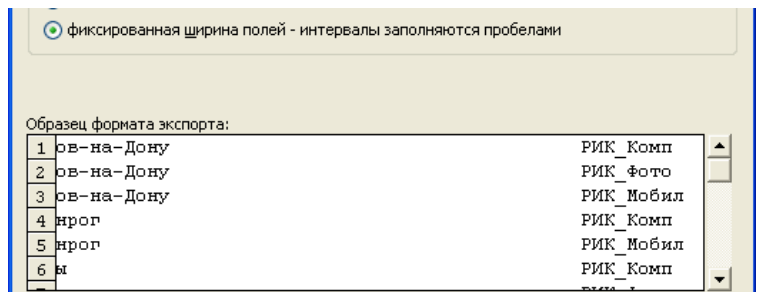 фиксированная ширина полей - интервалы заполняются пробелами
Образец формата экспорта:
1 ов-на-Дону РИК_Комп
2 ов-на-Дону РИК_Фото
3 ов-на-Дону РИК_Мобил
4 нрог РИК_Комп
5 нрог РИК_Мобил
6 ы РИК_Комп